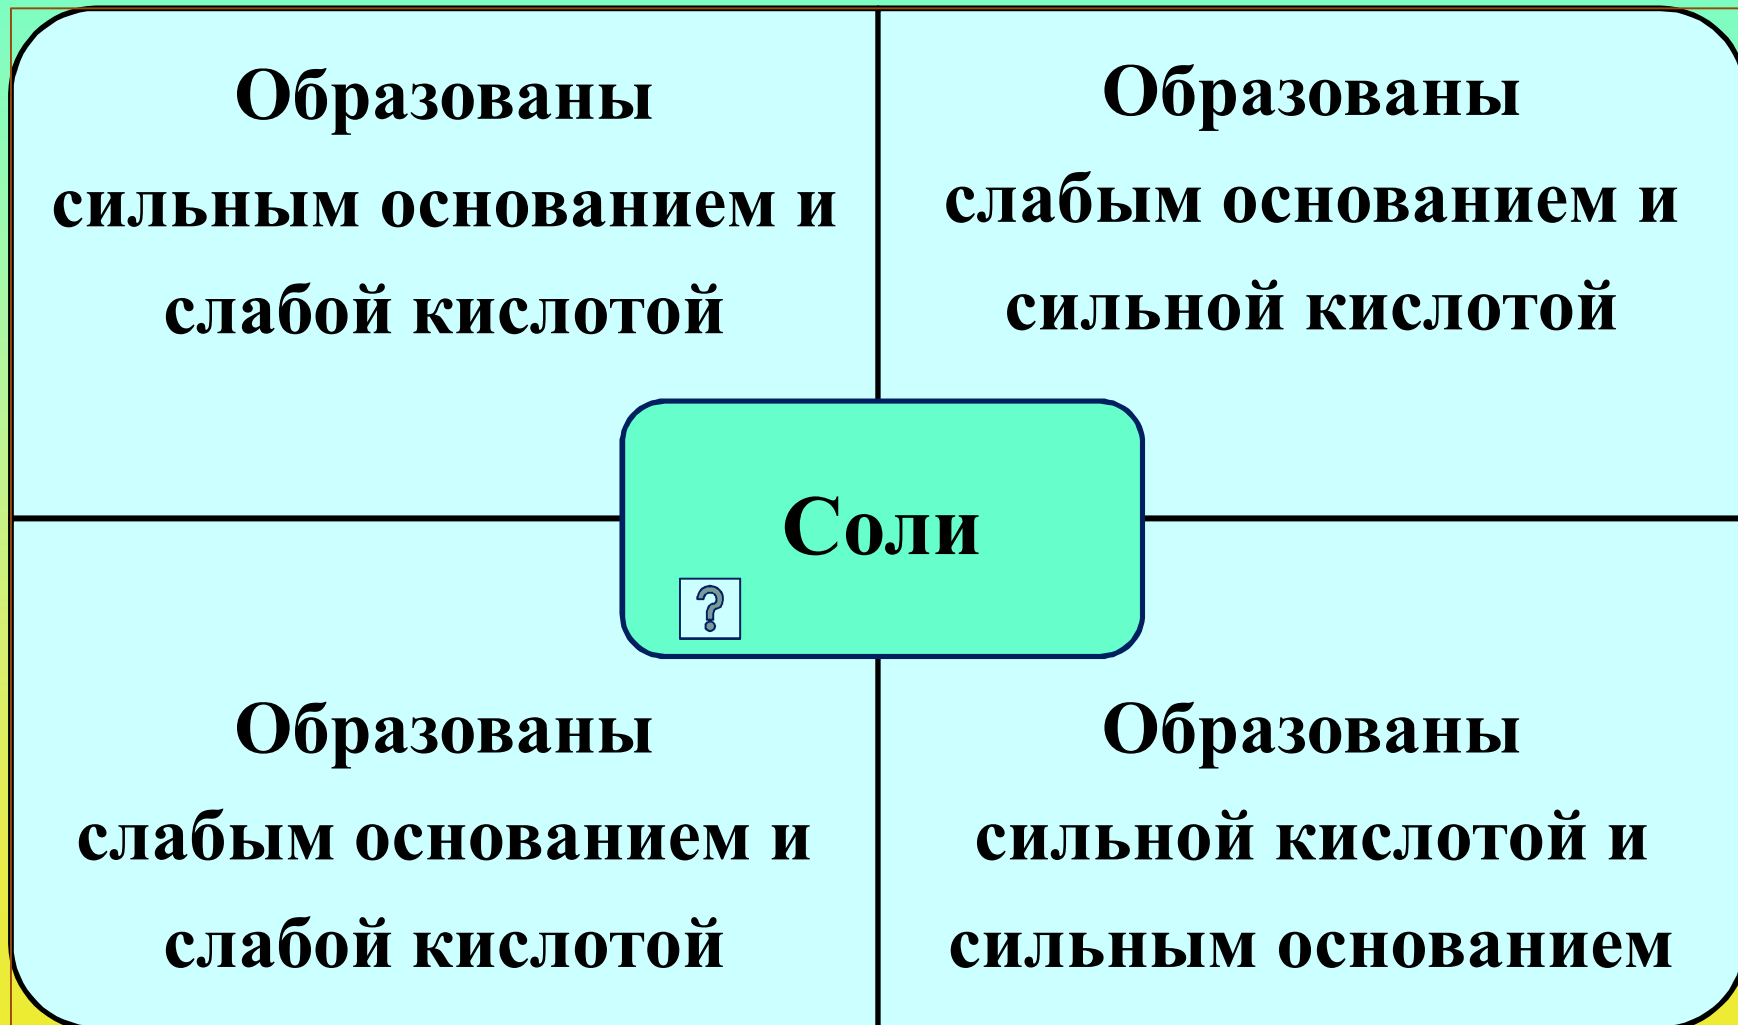 Образованы
сильным основанием и
слабой кислотой
Образованы
слабым основанием и
сильной кислотой
Соли
?
Образованы
слабым основанием и
слабой кислотой
Образованы
сильной кислотой и
сильным основанием